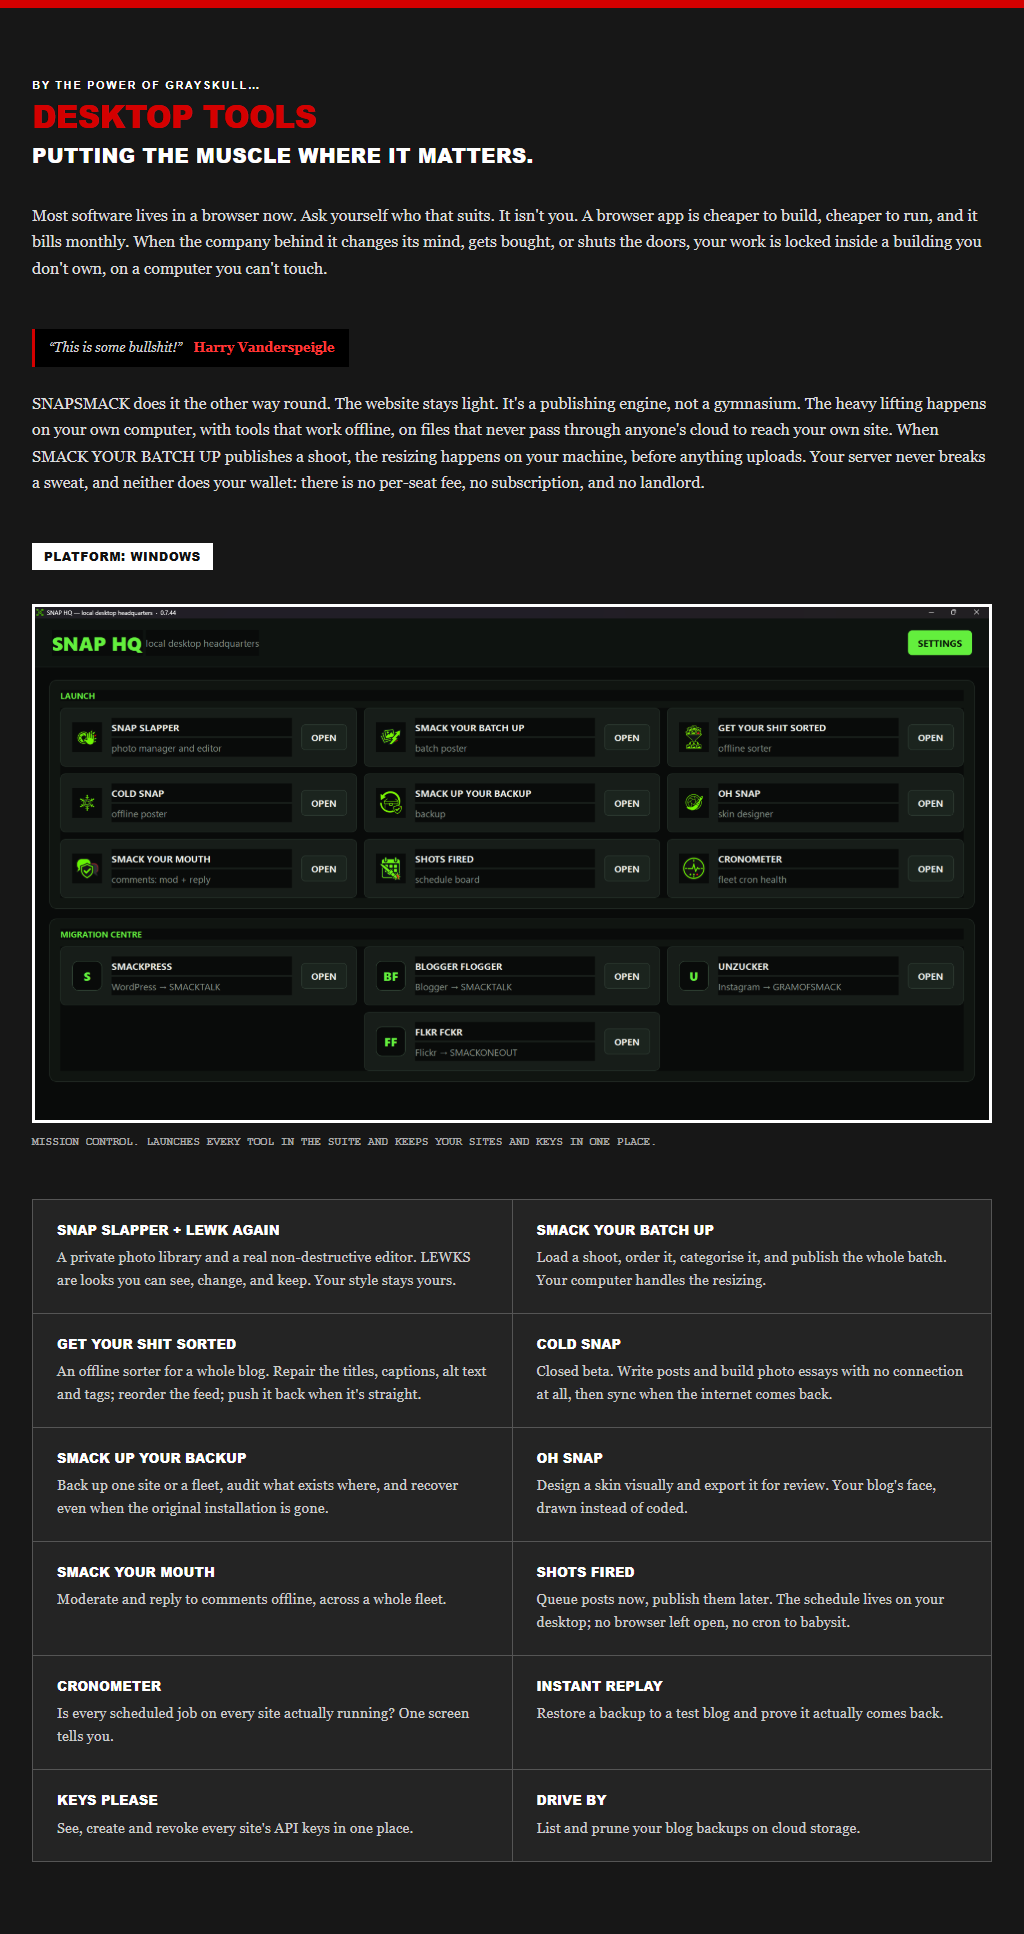 BY THE POWER OF GRAYSKULL...
DESKTOP TOOLS
PUTTING THE MUSCLE WHERE IT MATTERS.
Most software lives in a browser now. Ask yourself who that suits. It isn't you. A browser app is cheaper to build, cheaper to run, and it
bills monthly. When the company behind it changes its mind, gets bought, or shuts the doors, your work is locked inside a building you
don't own, on a computer you can't touch.
“This is some bullshit!” Harry Vanderspeigle
SNAPSMACK does it the other way round. The website stays light. It's a publishing engine, not a gymnasium. The heavy lifting happens
on your own computer, with tools that work offline, on files that never pass through anyone's cloud to reach your own site. When
SMACK YOUR BATCH UP publishes a shoot, the resizing happens on your machine, before anything uploads. Your server never breaks
a sweat, and neither does your wallet: there is no per-seat fee, no subscription, and no landlord.
PLATFORM: WINDOWS
SNAP HQ — local desktop headquarters · 0.7.44
SNAP HQ local desktop headquarters
SETTINGS
LAUNCH
SNAP SLAPPER
photo manager and editor
OPEN
SMACK YOUR BATCH UP
batch poster
OPEN
GET YOUR SHIT SORTED
offline sorter
OPEN
COLD SNAP
offline poster
OPEN
SMACK UP YOUR BACKUP
backup
OPEN
OH SNAP
skin designer
OPEN
SMACK YOUR MOUTH
comments: mod + reply
OPEN
SHOTS FIRED
schedule board
OPEN
CRONOMETER
fleet cron health
OPEN
MIGRATION CENTRE
S
SMACKPRESS
WordPress → SMACKTALK
OPEN
BF
BLOGGER FLOGGER
Blogger → SMACKTALK
OPEN
U
UNZUCKER
Instagram → GRAMOFSMACK
OPEN
FF
FLKR FCKR
Flickr → SMACKONEOUT
OPEN
MISSION CONTROL. LAUNCHES EVERY TOOL IN THE SUITE AND KEEPS YOUR SITES AND KEYS IN ONE PLACE.
SNAP SLAPPER + LEWK AGAIN
A private photo library and a real non-destructive editor. LEWKS
are looks you can see, change, and keep. Your style stays yours.
SMACK YOUR BATCH UP
Load a shoot, order it, categorise it, and publish the whole batch.
Your computer handles the resizing.
GET YOUR SHIT SORTED
An offline sorter for a whole blog. Repair the titles, captions, alt text
and tags; reorder the feed; push it back when it's straight.
COLD SNAP
Closed beta. Write posts and build photo essays with no connection
at all, then sync when the internet comes back.
SMACK UP YOUR BACKUP
Back up one site or a fleet, audit what exists where, and recover
even when the original installation is gone.
OH SNAP
Design a skin visually and export it for review. Your blog's face,
drawn instead of coded.
SMACK YOUR MOUTH
Moderate and reply to comments offline, across a whole fleet.
SHOTS FIRED
Queue posts now, publish them later. The schedule lives on your
desktop; no browser left open, no cron to babysit.
CRONOMETER
Is every scheduled job on every site actually running? One screen
tells you.
INSTANT REPLAY
Restore a backup to a test blog and prove it actually comes back.
KEYS PLEASE
See, create and revoke every site's API keys in one place.
DRIVE BY
List and prune your blog backups on cloud storage.